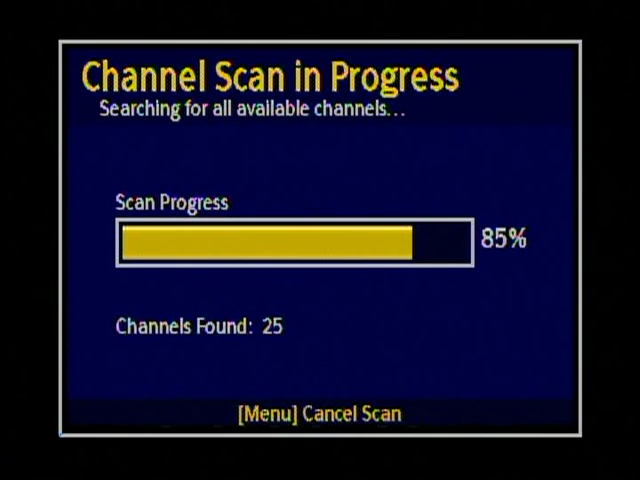 Channel Scan in Progress
Searching for all available channels...
Scan Progress
85%
Channels Found: 25
[Menu] Cancel Scan